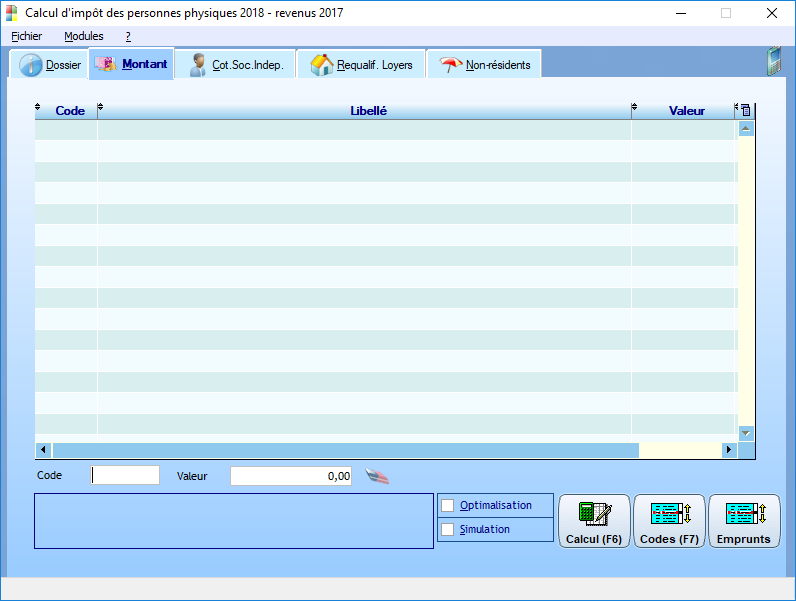 Calcul d'impôt des personnes physiques 2018 - revenus 2017
Fichier Modules ?
Dossier Montant Cot.Soc.Indep. Requalif. Loyers Non-résidents
Code Libellé Valeur
Code Valeur 0,00
Optimalisation
Simulation
Calcul (F6) Codes (F7) Emprunts